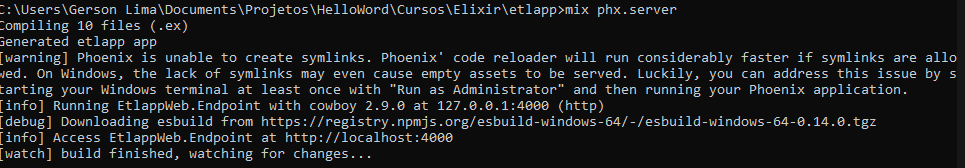 C:\Users\Gerson Lima\Documents\Projetos\HelloWord\Cursos\Elixir\etlapp>mix phx.server
Compiling 10 files (.ex)
Generated etlapp app
[warning] Phoenix is unable to create symlinks. Phoenix' code reloader will run considerably faster if symlinks are allo
wed. On Windows, the lack of symlinks may even cause empty assets to be served. Luckily, you can address this issue by s
tarting your Windows terminal at least once with "Run as Administrator" and then running your Phoenix application.
[info] Running EtlappWeb.Endpoint with cowboy 2.9.0 at 127.0.0.1:4000 (http)
[debug] Downloading esbuild from https://registry.npmjs.org/esbuild-windows-64/-/esbuild-windows-64-0.14.0.tgz
[info] Access EtlappWeb.Endpoint at http://localhost:4000
[watch] build finished, watching for changes...